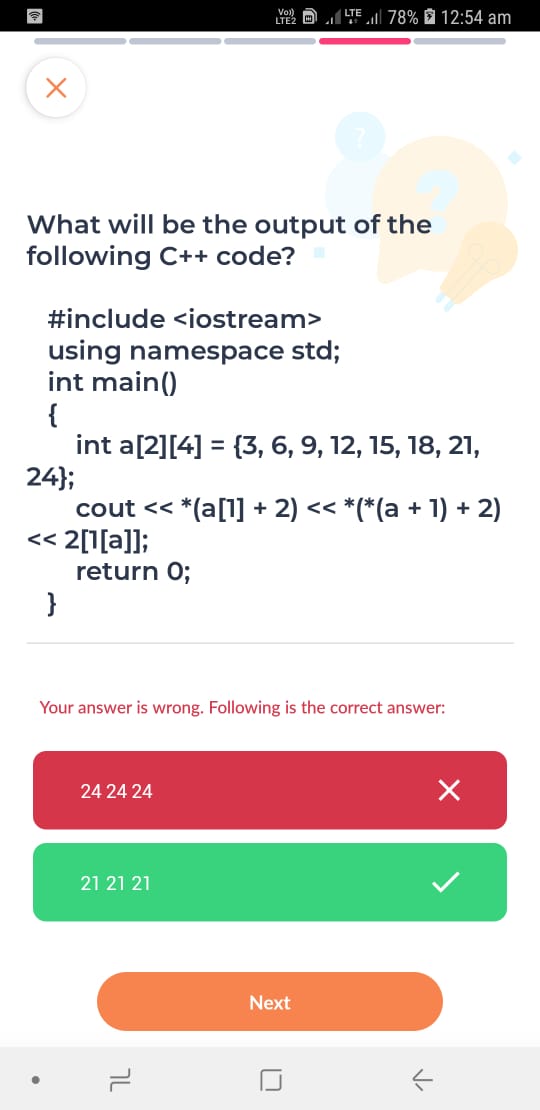 Vo)) LTE2 LTE 78% 12:54 am
What will be the output of the
following C++ code?
#include <iostream>
using namespace std;
int main()
{
int a[2][4] = {3, 6, 9, 12, 15, 18, 21,
24};
cout << *(a[1] + 2) << *(*(a + 1) + 2)
<< 2[1[a]];
return 0;
}
Your answer is wrong. Following is the correct answer:
24 24 24
21 21 21
Next